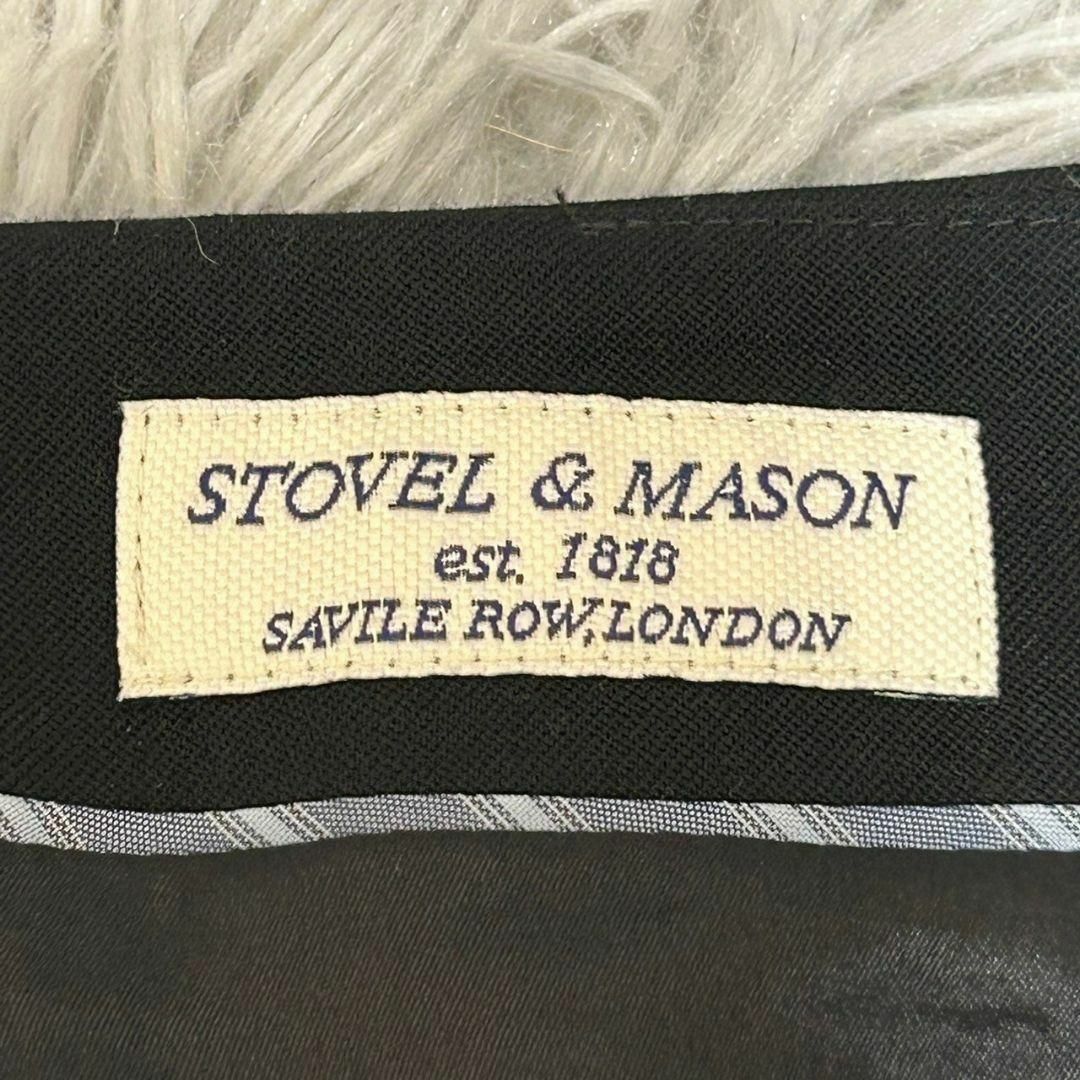 STOVEL & MASON
est. 1818
SAVILE ROW, LONDON